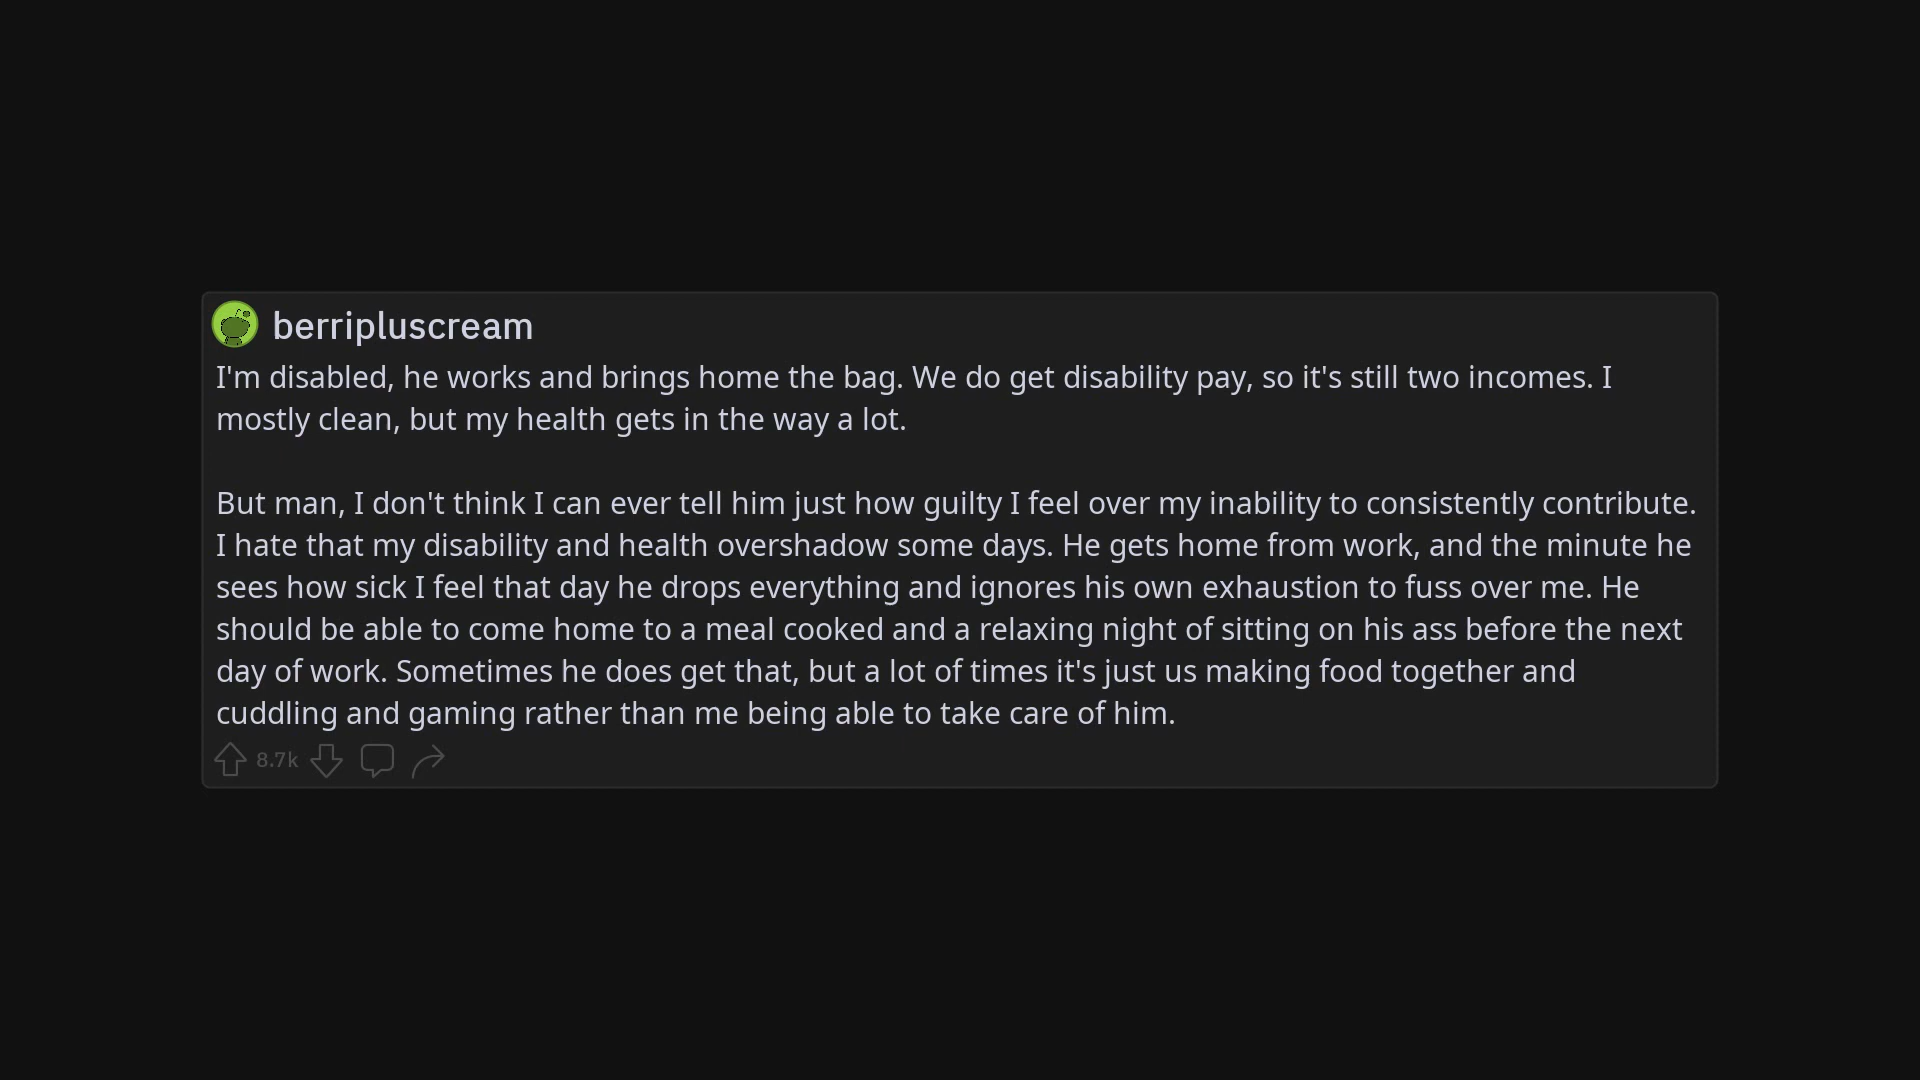 berripluscream
I'm disabled, he works and brings home the bag. We do get disability pay, so it's still two incomes. I
mostly clean, but my health gets in the way a lot.
But man, I don't think I can ever tell him just how guilty I feel over my inability to consistently contribute.
I hate that my disability and health overshadow some days. He gets home from work, and the minute he
sees how sick I feel that day he drops everything and ignores his own exhaustion to fuss over me. He
should be able to come home to a meal cooked and a relaxing night of sitting on his ass before the next
day of work. Sometimes he does get that, but a lot of times it's just us making food together and
cuddling and gaming rather than me being able to take care of him.
8.7k